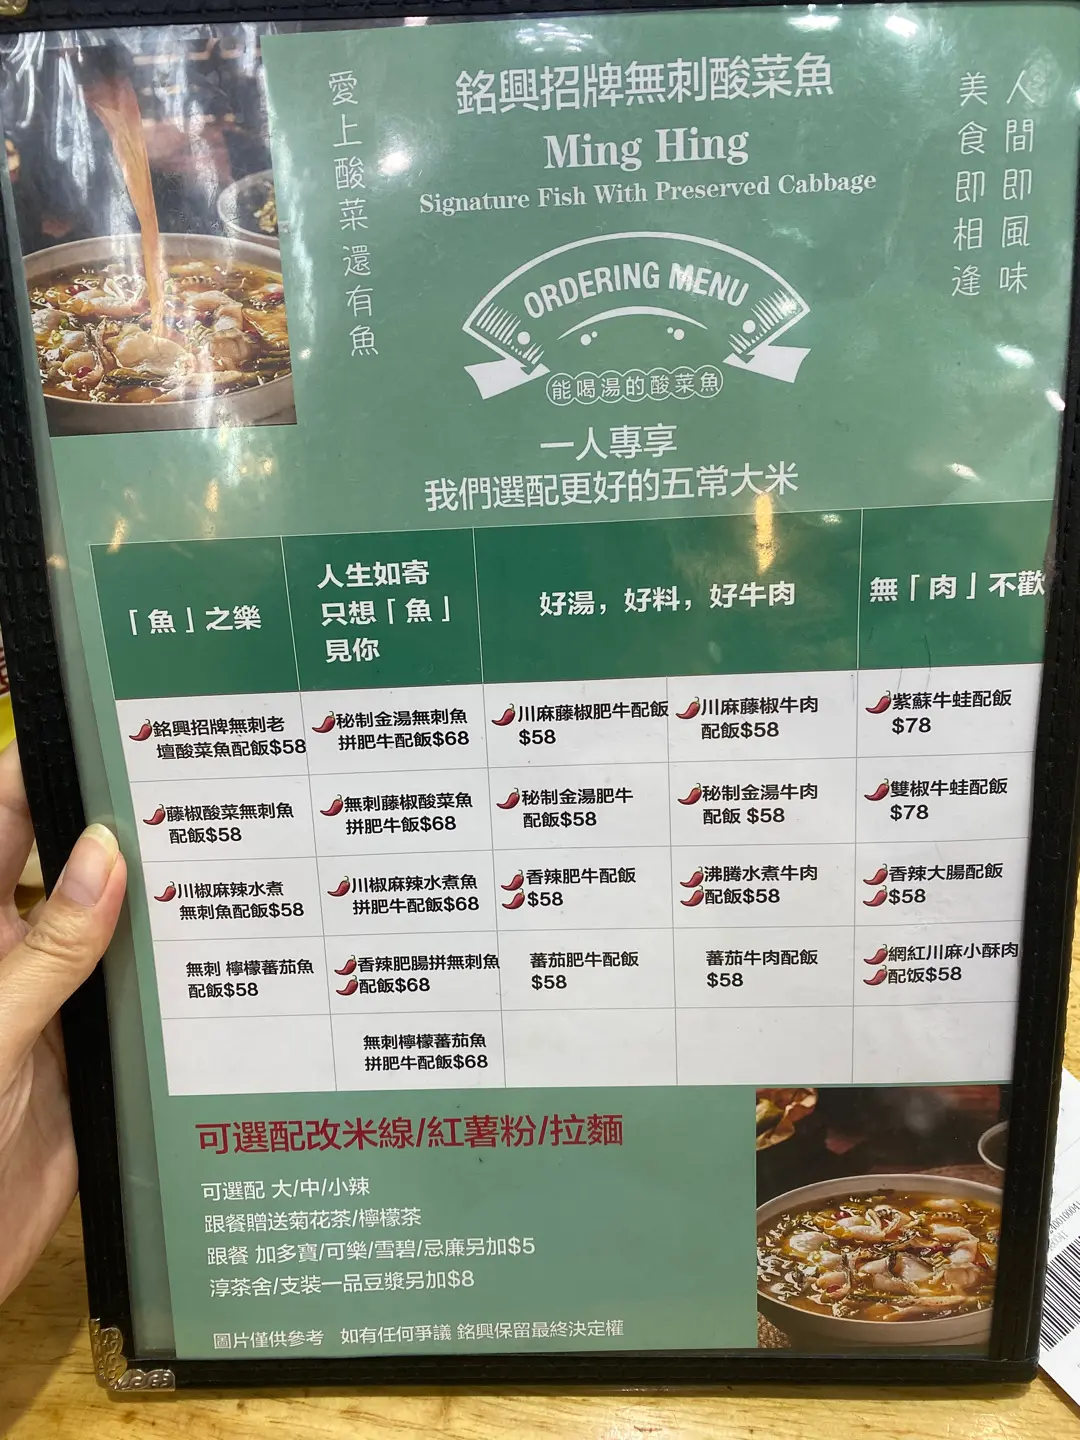 愛上酸菜還有魚
銘興招牌無刺酸菜魚
Ming Hing
Signature Fish With Preserved Cabbage
人間即風味
美食即相逢
ORDERING MENU
能喝湯的酸菜魚
一人專享
我們選配更好的五常大米
「魚」之樂
人生如寄
只想「魚」
見你
好湯，好料，好牛肉
無「肉」不歡
銘興招牌無刺老
壇酸菜魚配飯$58
秘制金湯無刺魚
拼肥牛配飯$68
川麻藤椒肥牛配飯
$58
川麻藤椒牛肉
配飯$58
紫蘇牛蛙配飯
$78
藤椒酸菜無刺魚
配飯$58
無刺藤椒酸菜魚
拼肥牛飯$68
秘制金湯肥牛
配飯$58
秘制金湯牛肉
配飯 $58
雙椒牛蛙配飯
$78
川椒麻辣水煮
無刺魚配飯$58
川椒麻辣水煮魚
拼肥牛配飯$68
香辣肥牛配飯
$58
沸騰水煮牛肉
配飯$58
香辣大腸配飯
$58
無刺 檸檬蕃茄魚
配飯$58
香辣肥腸拼無刺魚
配飯$68
蕃茄肥牛配飯
$58
蕃茄牛肉配飯
$58
網紅川麻小酥肉
配饭$58
無刺檸檬蕃茄魚
拼肥牛配飯$68
可選配改米線/紅薯粉/拉麵
可選配 大/中/小辣
跟餐贈送菊花茶/檸檬茶
跟餐 加多寶/可樂/雪碧/忌廉另加$5
淳茶舍/支装一品豆漿另加$8
圖片僅供參考 如有任何爭議 銘興保留最終決定權